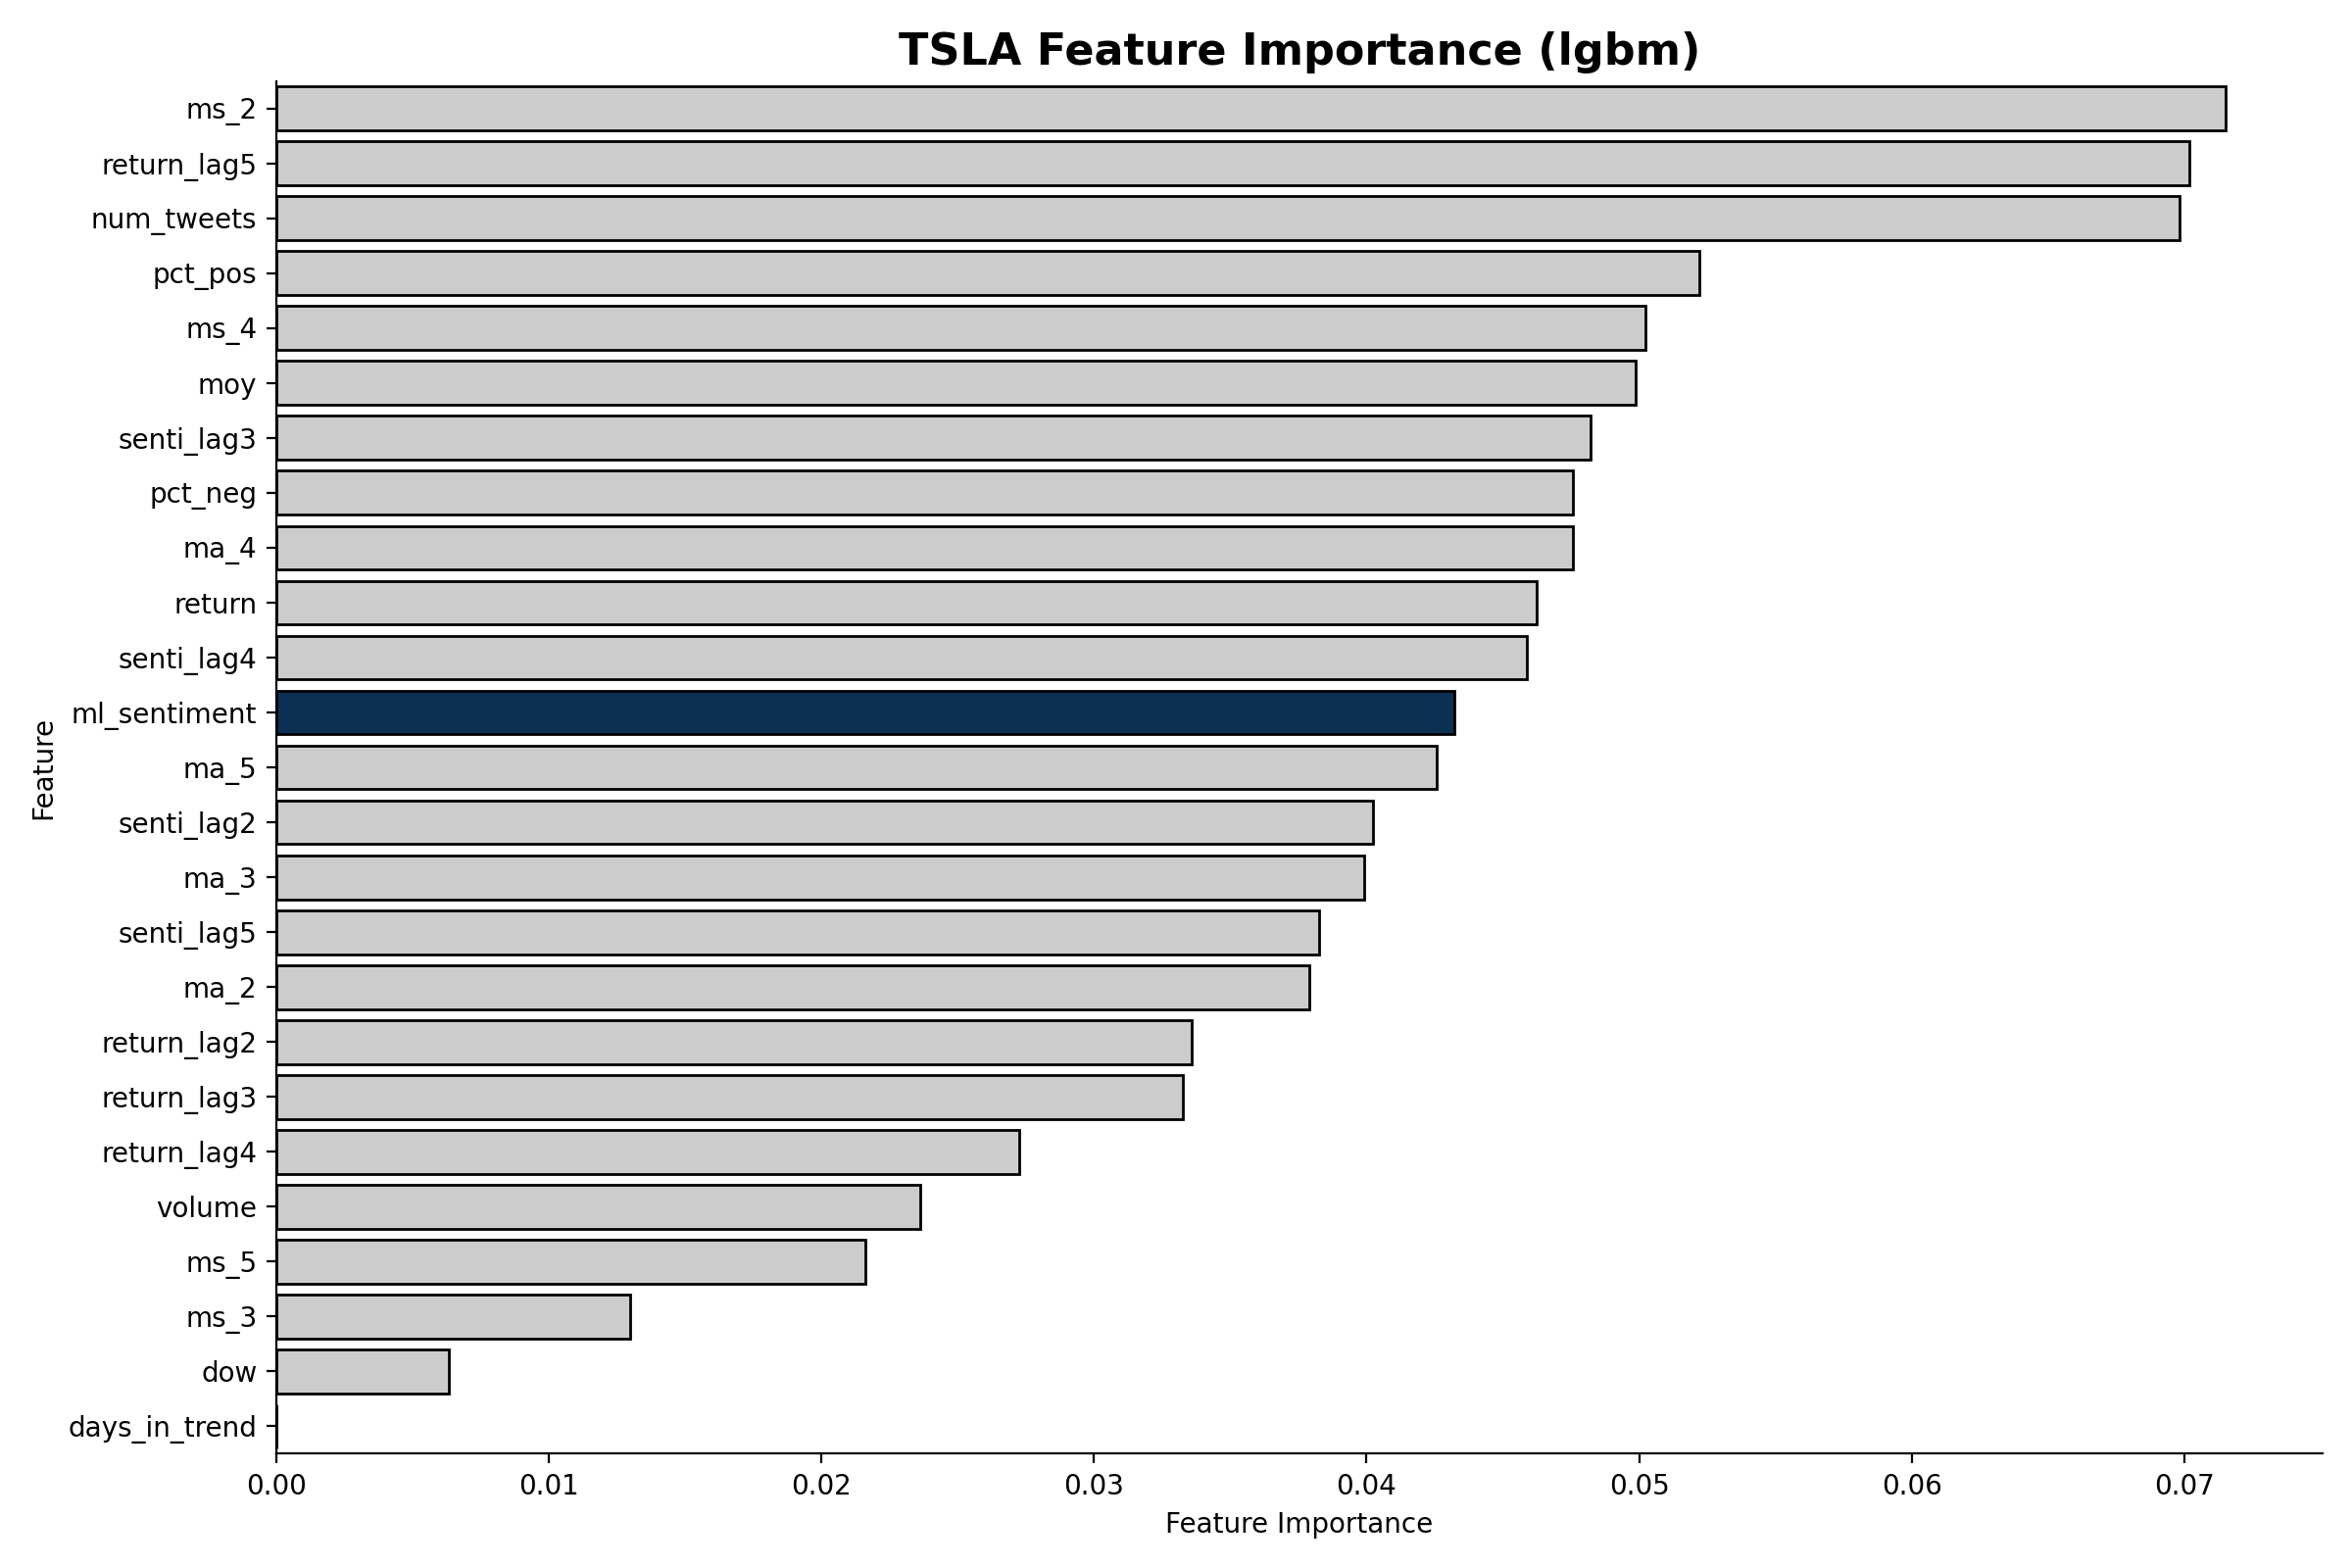 TSLA Feature Importance (lgbm)
ms_2
return_lag5
num_tweets
pct_pos
ms_4
moy
senti_lag3
pct_neg
ma_4
return
senti_lag4
ml_sentiment
ma_5
senti_lag2
ma_3
senti_lag5
ma_2
return_lag2
return_lag3
return_lag4
volume
ms_5
ms_3
dow
days_in_trend
Feature
0.00 0.01 0.02 0.03 0.04 0.05 0.06 0.07
Feature Importance